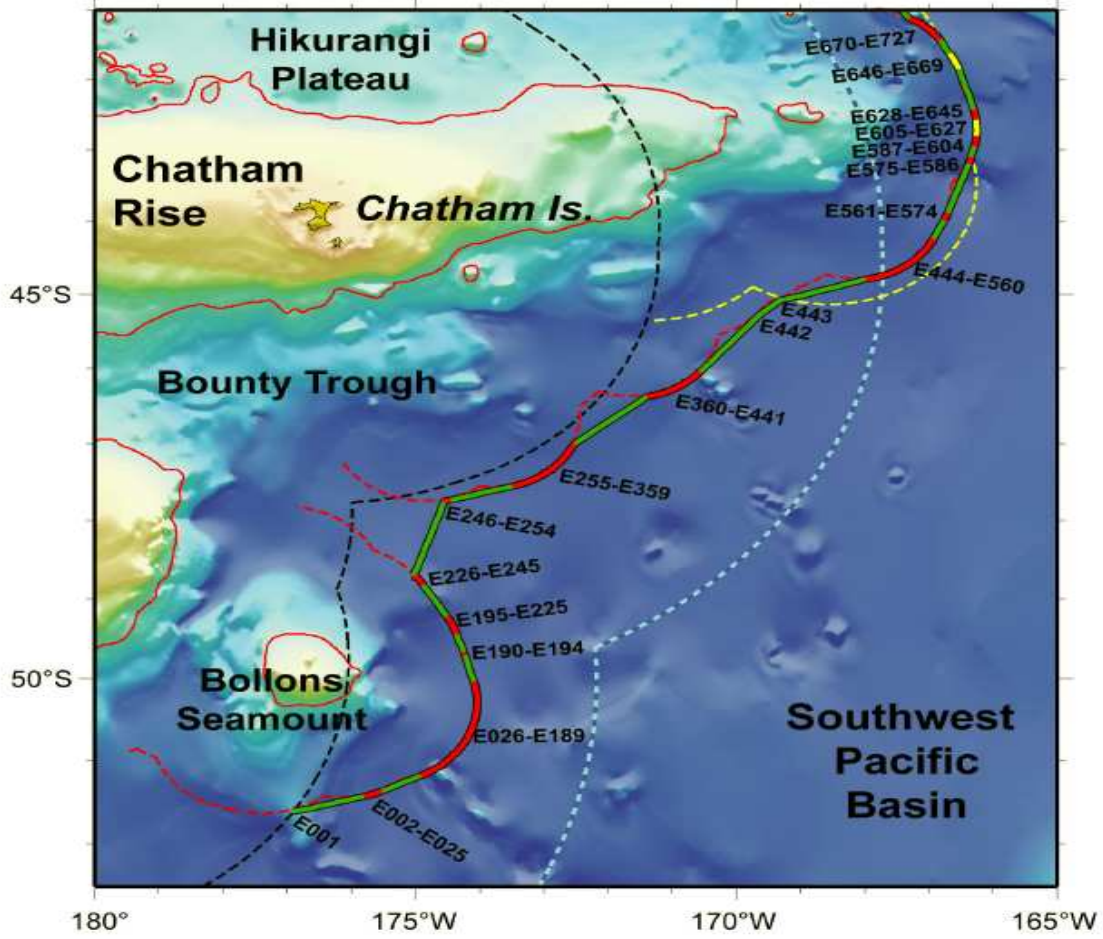 Hikurangi
Plateau
E670-E727
E646-E669
E628-E645
E605-E627
E587-E604
E575-E586
Chatham
Rise
Chatham Is.
E561-E574
45°S
E444-E560
E443
E442
Bounty Trough
E360-E441
E255-E359
E246-E254
E226-E245
E195-E225
E190-E194
50°S
Bollons
Seamount
Southwest
Pacific
Basin
E026-E189
E001
E002-E025
180°
175°W
170°W
165°W